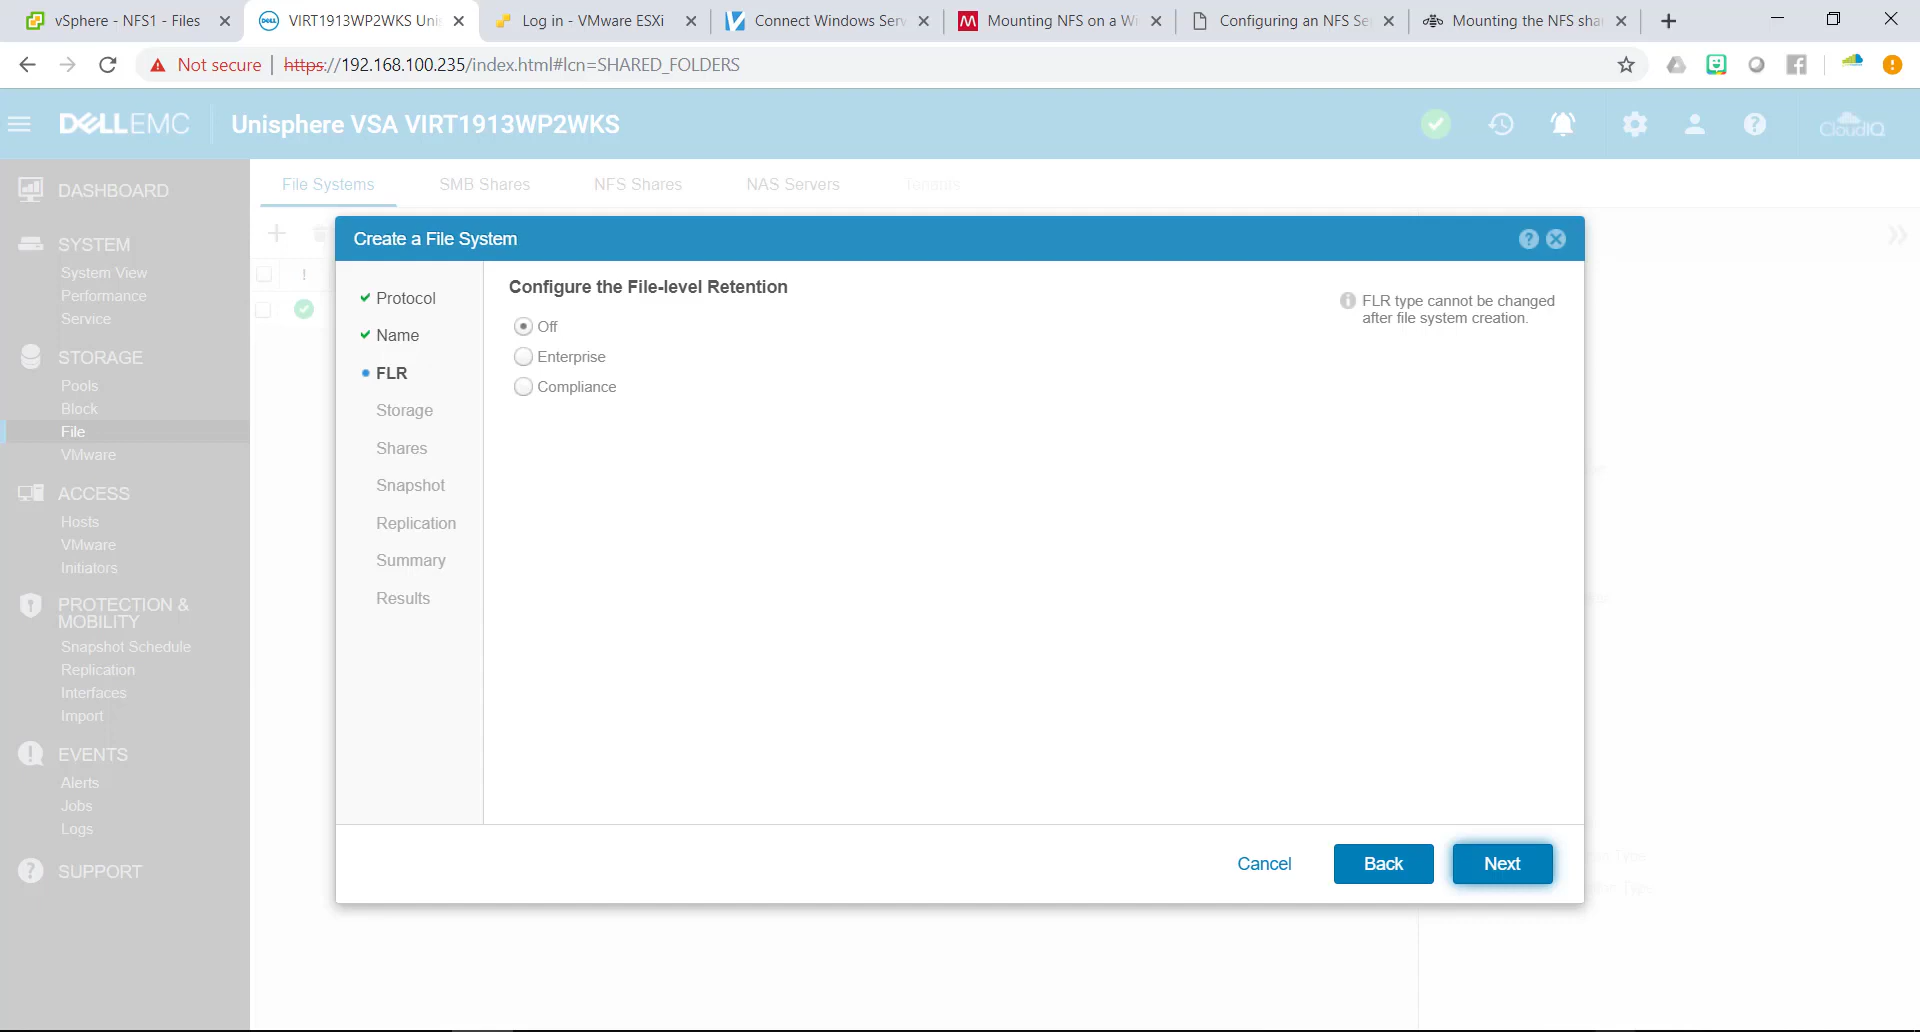 vSphere - NFS1 - Files
VIRT1913WP2WKS Unis
Log in - VMware ESXi
Connect Windows Serv
Mounting NFS on a Wi
Configuring an NFS Se
Mounting the NFS shar
Not secure
https://192.168.100.235/index.html#lcn=SHARED_FOLDERS
DELLEMC
Unisphere VSA VIRT1913WP2WKS
CloudIQ
DASHBOARD
SYSTEM
System View
Performance
Service
STORAGE
Pools
Block
File
VMware
ACCESS
Hosts
VMware
Initiators
PROTECTION &
MOBILITY
Snapshot Schedule
Replication
Interfaces
Import
EVENTS
Alerts
Jobs
Logs
SUPPORT
File Systems
SMB Shares
NFS Shares
NAS Servers
Tenants
!
Create a File System
Protocol
Name
FLR
Storage
Shares
Snapshot
Replication
Summary
Results
Configure the File-level Retention
Off
Enterprise
Compliance
FLR type cannot be changed
after file system creation.
Cancel
Back
Next
Type
Type